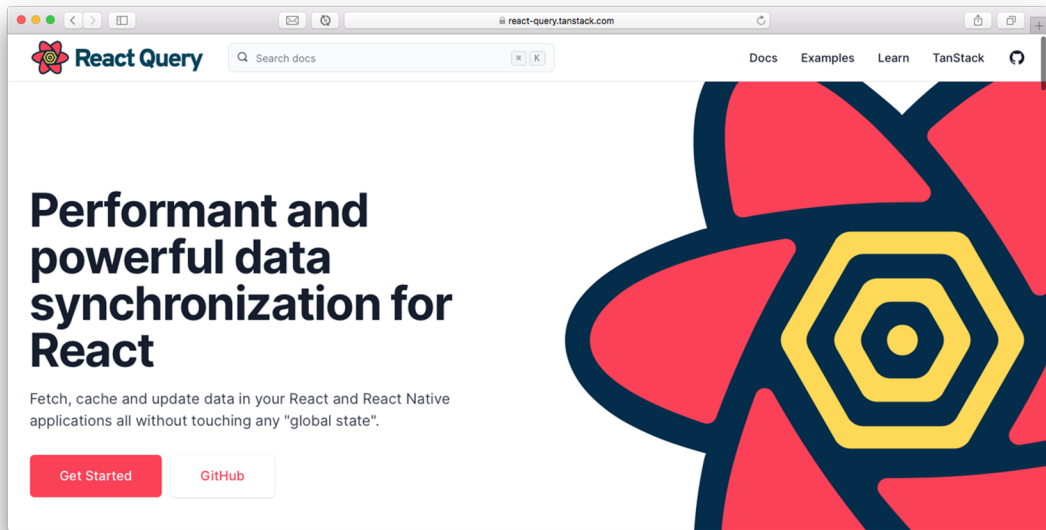 react-query.tanstack.com
React Query
Search docs
⌘ K
Docs
Examples
Learn
TanStack
Performant and
powerful data
synchronization for
React
Fetch, cache and update data in your React and React Native
applications all without touching any "global state".
Get Started
GitHub